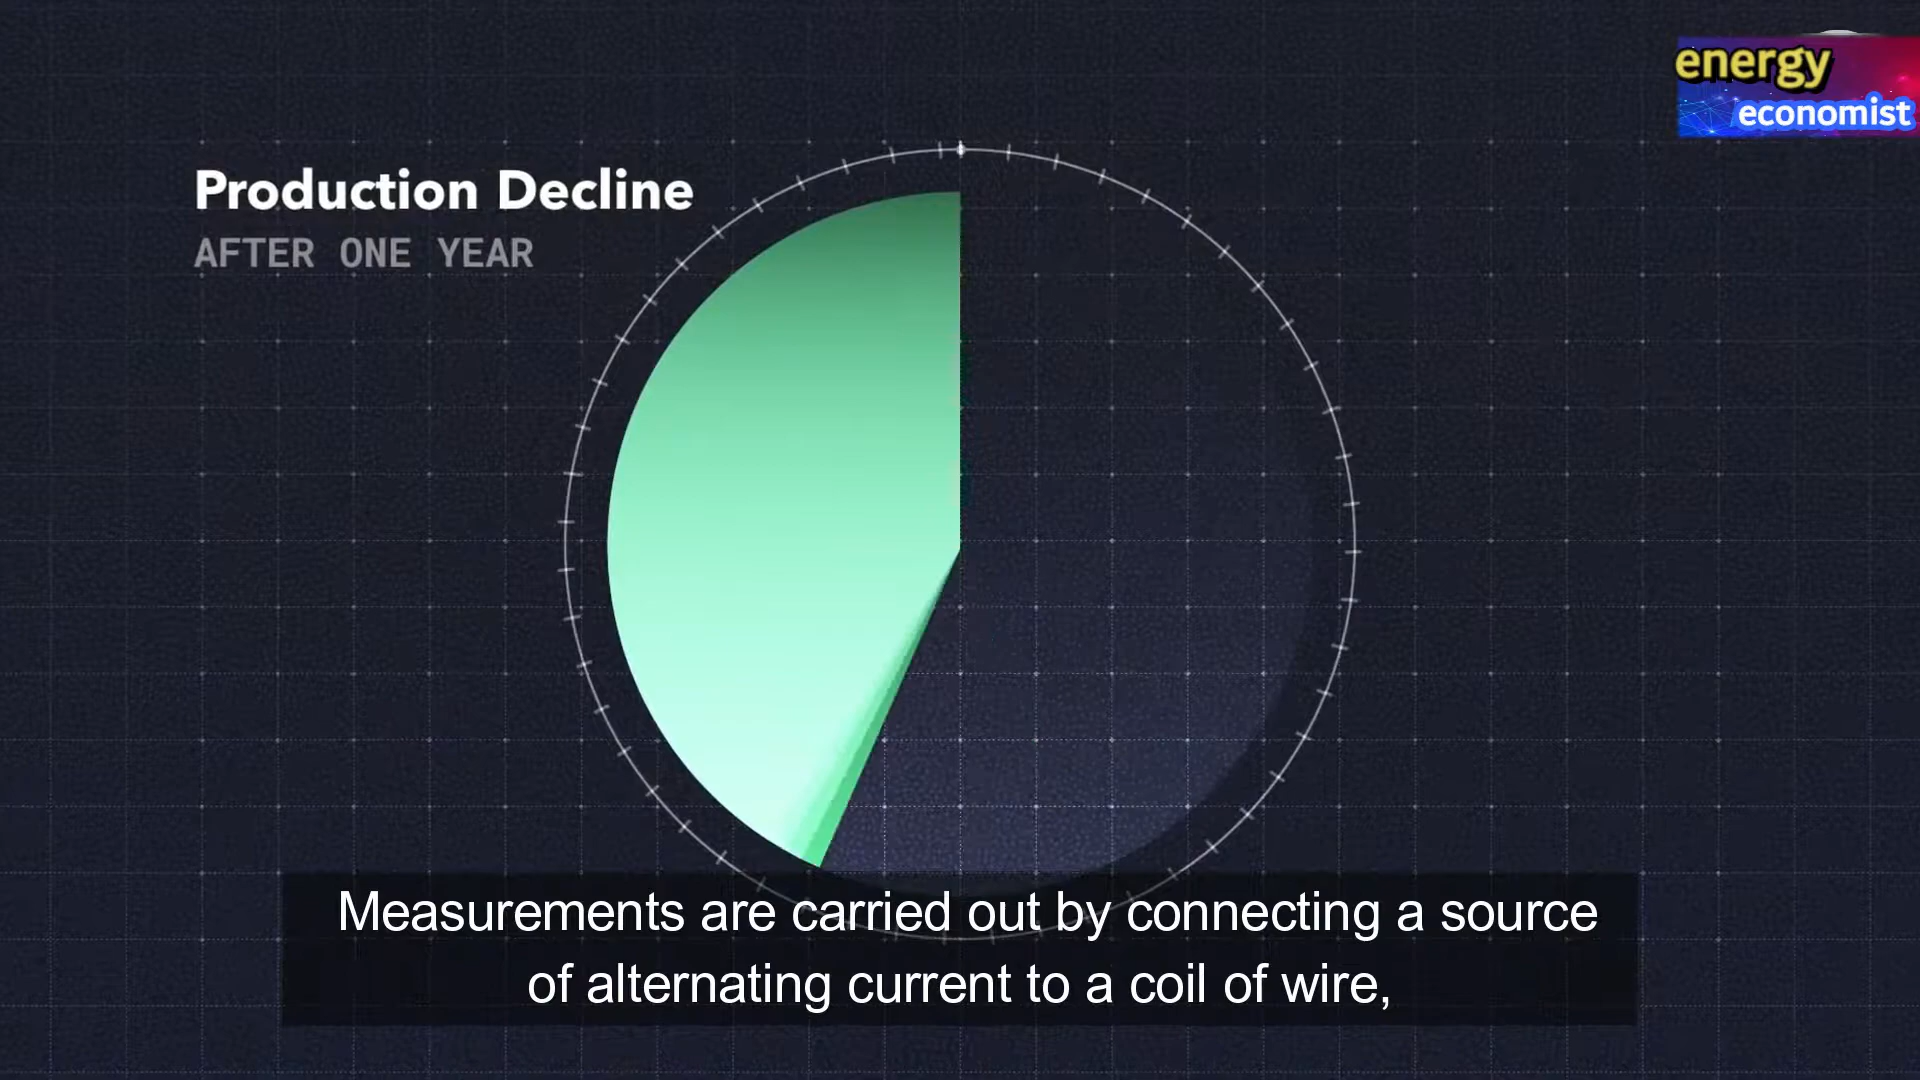 energy
economist
Production Decline
AFTER ONE YEAR
Measurements are carried out by connecting a source
of alternating current to a coil of wire,